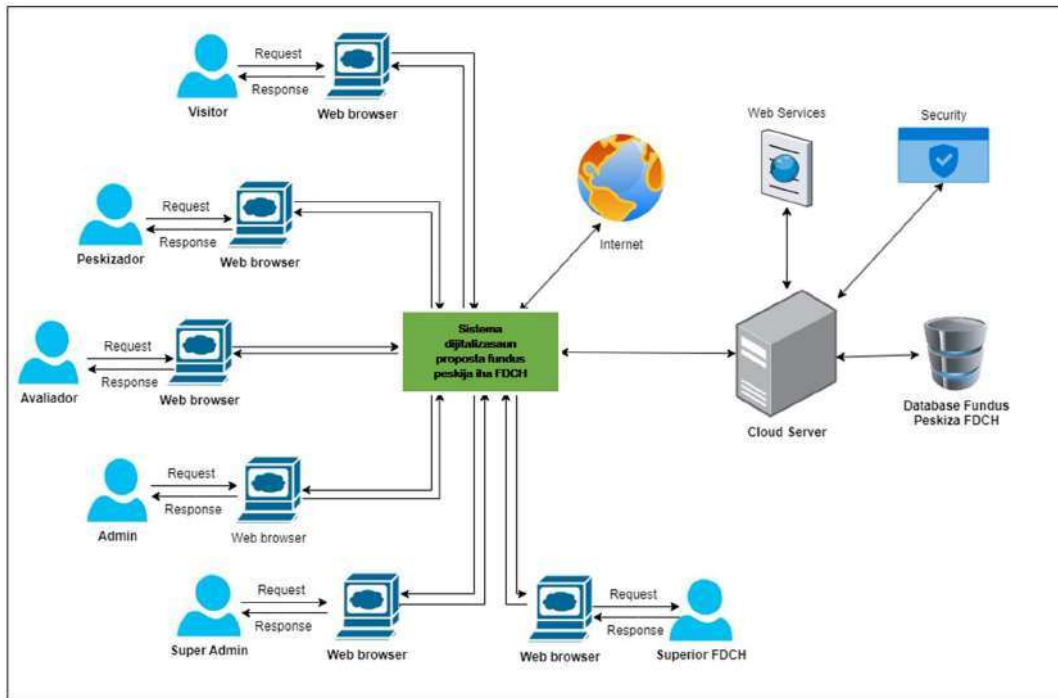 Request
Response
Visitor
Web browser
Request
Response
Peskizador
Web browser
Request
Response
Avaliador
Web browser
Request
Response
Admin
Web browser
Request
Response
Super Admin
Web browser
Sistema
dijitalizasaun
proposta fundus
peskija iha FDCH
Web browser
Request
Response
Superior FDCH
Internet
Web Services
Security
Cloud Server
Database Fundus
Peskiza FDCH